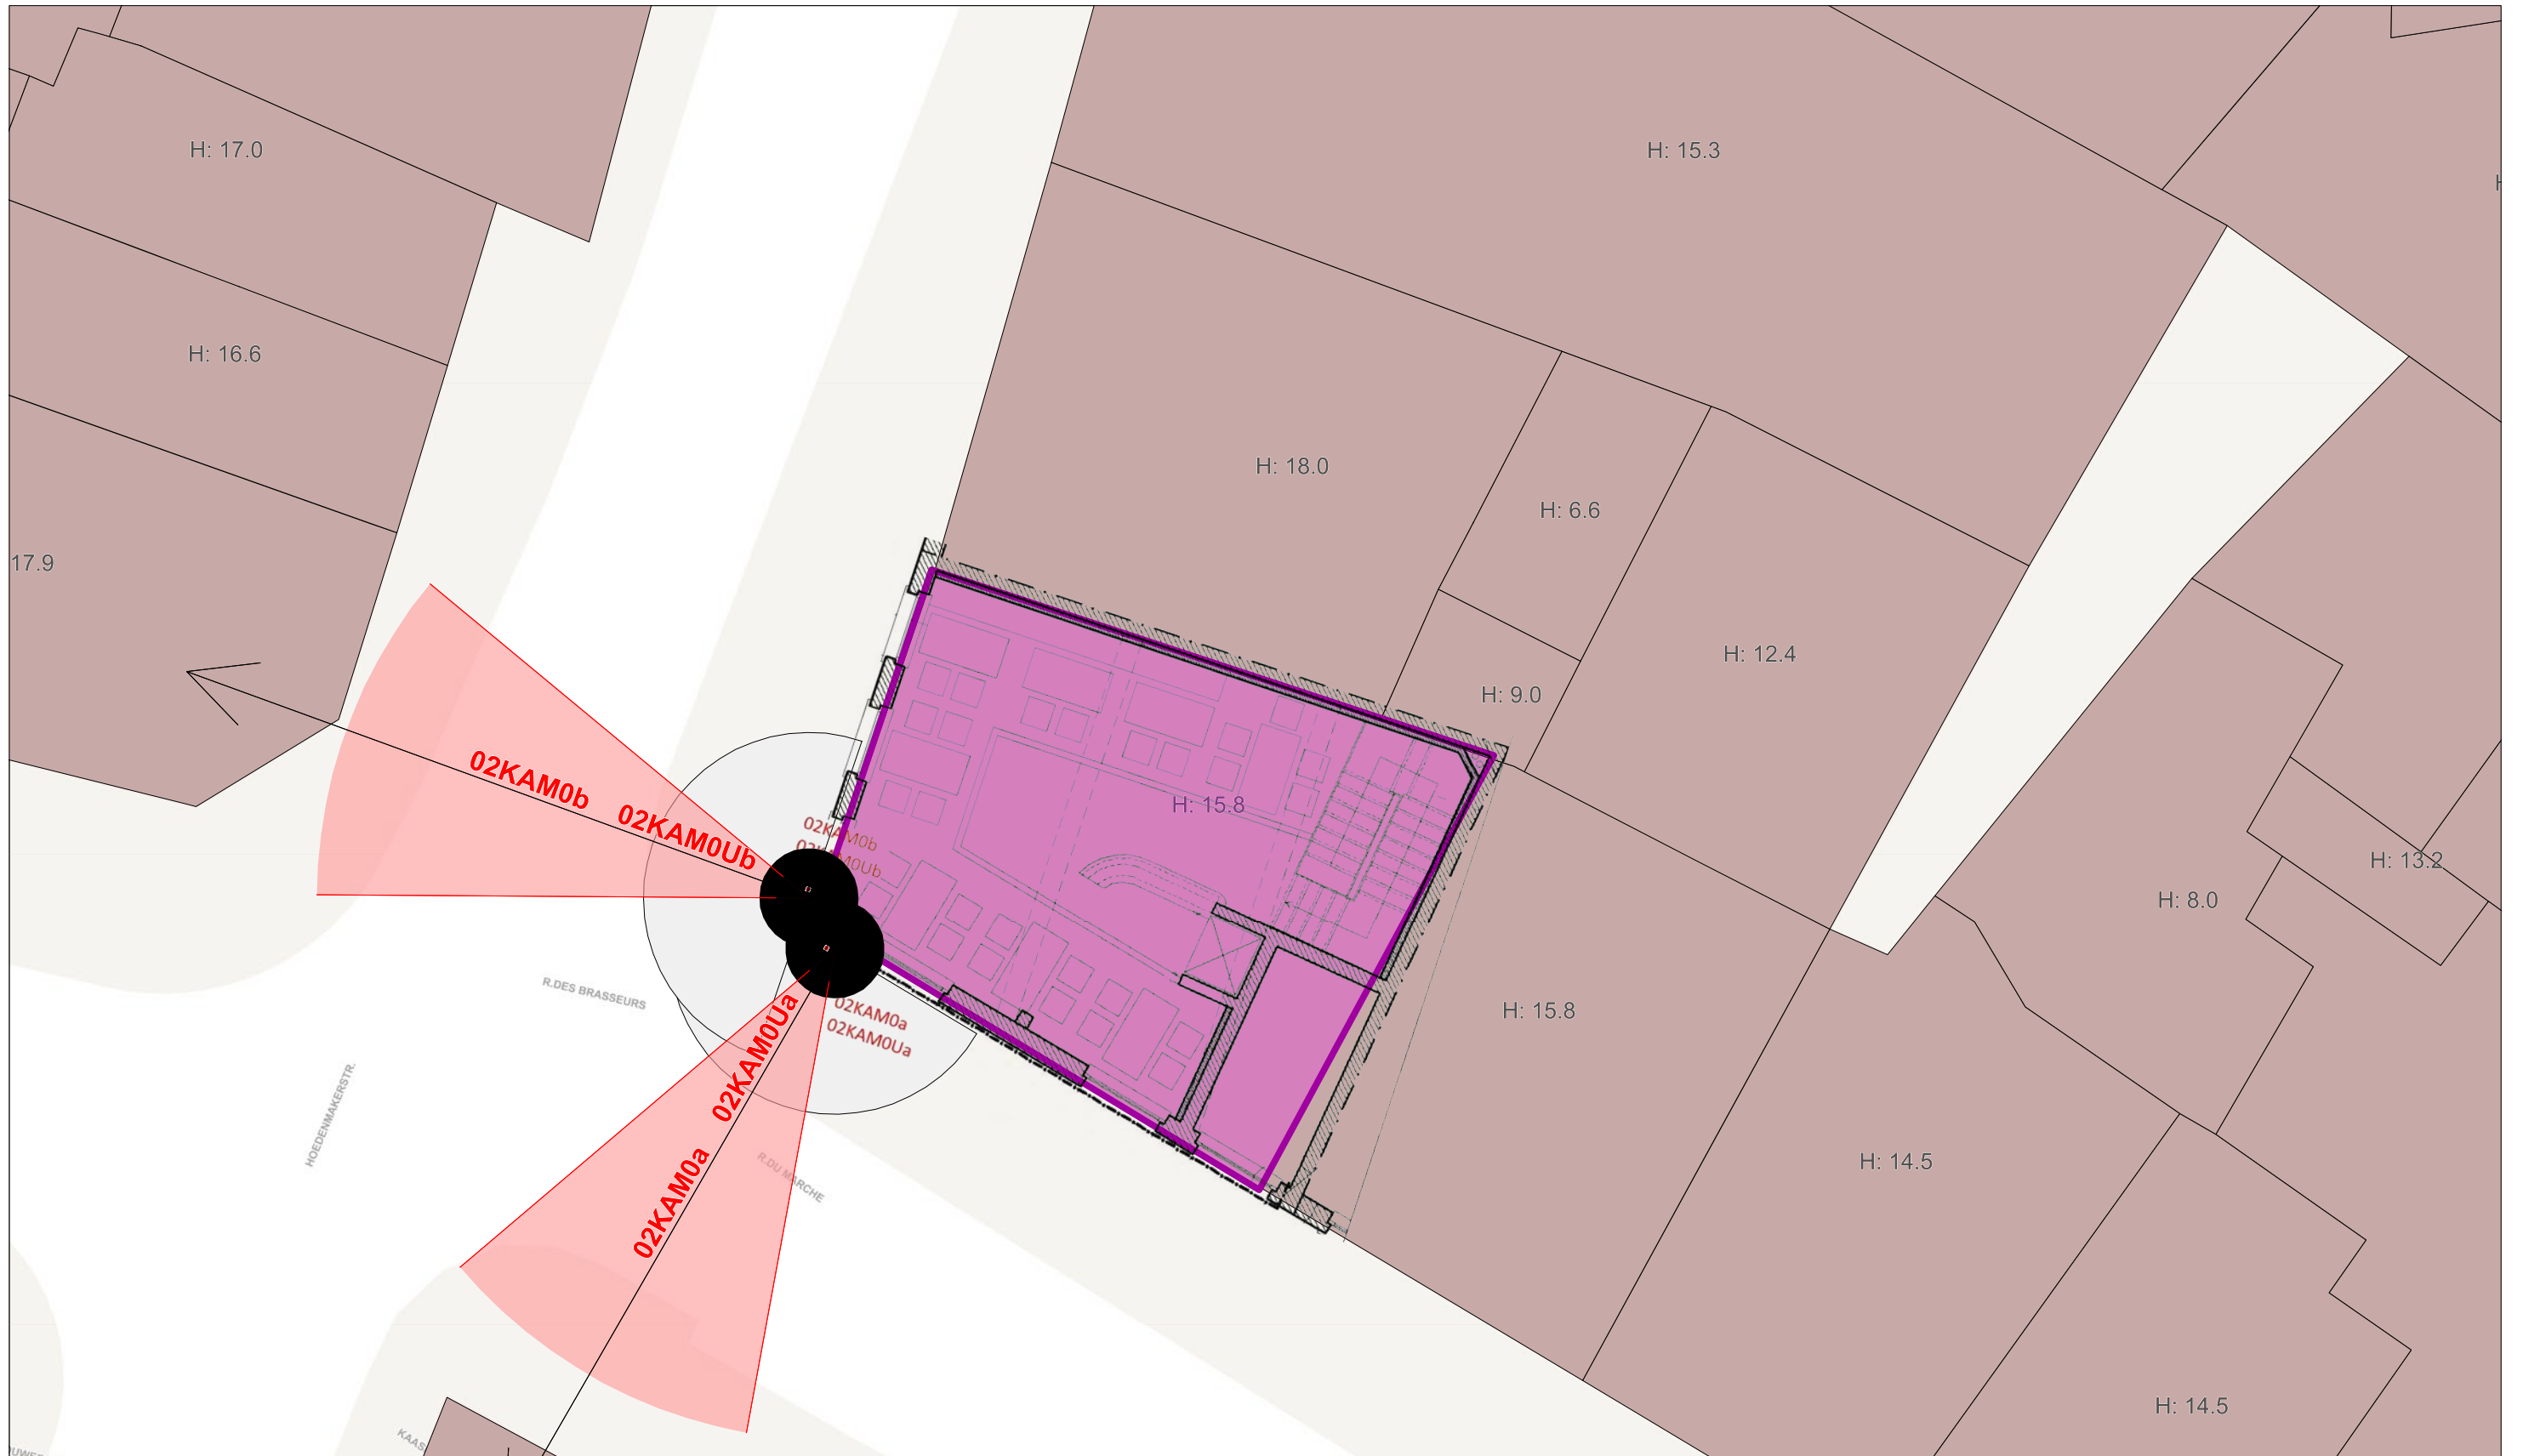 H: 17.0
H: 15.3
H: 16.6
H: 18.0
H: 6.6
17.9
H: 12.4
H: 9.0
02KAM0b
02KAM0Ub
H: 15.8
02KAM0b
02KAM0Ub
H: 13.2
H: 8.0
R.DES BRASSEURS
02KAM0Ua
02KAM0a
02KAM0a
02KAM0Ua
H: 15.8
HOEDENMAKERSTR.
R.DU MARCHE
H: 14.5
H: 14.5
KAAS